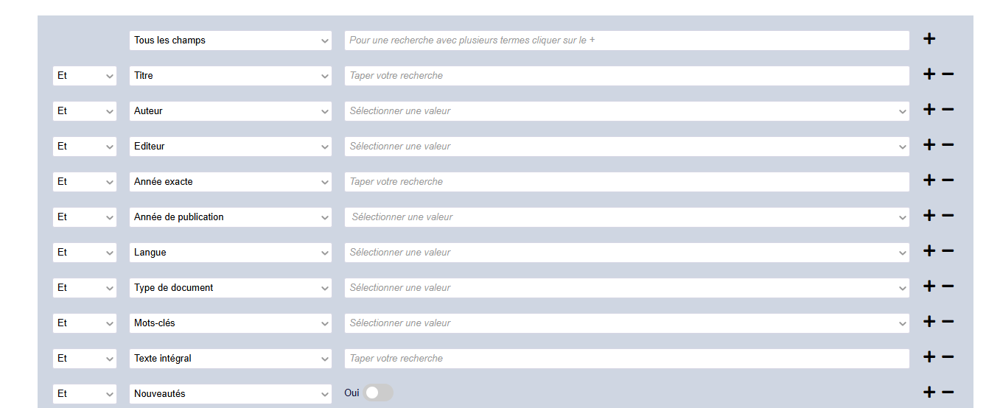 Tous les champs Pour une recherche avec plusieurs termes cliquer sur le + +
Et Titre Taper votre recherche + −
Et Auteur Sélectionner une valeur + −
Et Editeur Sélectionner une valeur + −
Et Année exacte Taper votre recherche + −
Et Année de publication Sélectionner une valeur + −
Et Langue Sélectionner une valeur + −
Et Type de document Sélectionner une valeur + −
Et Mots-clés Sélectionner une valeur + −
Et Texte intégral Taper votre recherche + −
Et Nouveautés Oui + −